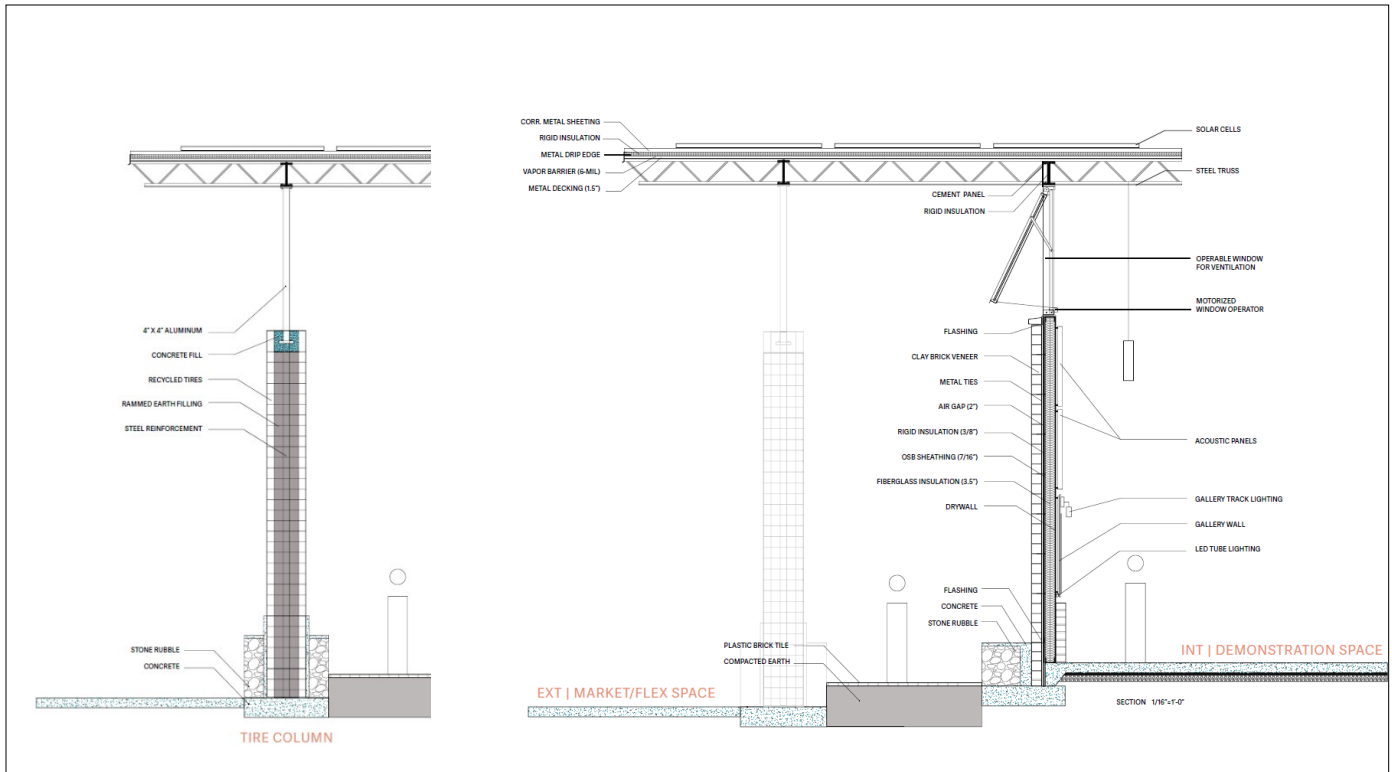 4" X 4" ALUMINUM
CONCRETE FILL
RECYCLED TIRES
RAMMED EARTH FILLING
STEEL REINFORCEMENT
STONE RUBBLE
CONCRETE
TIRE COLUMN
CORR. METAL SHEETING
RIGID INSULATION
METAL DRIP EDGE
VAPOR BARRIER (6-MIL)
METAL DECKING (1.5")
CEMENT PANEL
RIGID INSULATION
FLASHING
CLAY BRICK VENEER
METAL TIES
AIR GAP (2")
RIGID INSULATION (3/8")
OSB SHEATHING (7/16")
FIBERGLASS INSULATION (3.5")
DRYWALL
FLASHING
CONCRETE
STONE RUBBLE
PLASTIC BRICK TILE
COMPACTED EARTH
EXT | MARKET/FLEX SPACE
SOLAR CELLS
STEEL TRUSS
OPERABLE WINDOW
FOR VENTILATION
MOTORIZED
WINDOW OPERATOR
ACOUSTIC PANELS
GALLERY TRACK LIGHTING
GALLERY WALL
LED TUBE LIGHTING
INT | DEMONSTRATION SPACE
SECTION 1/16"=1'-0"